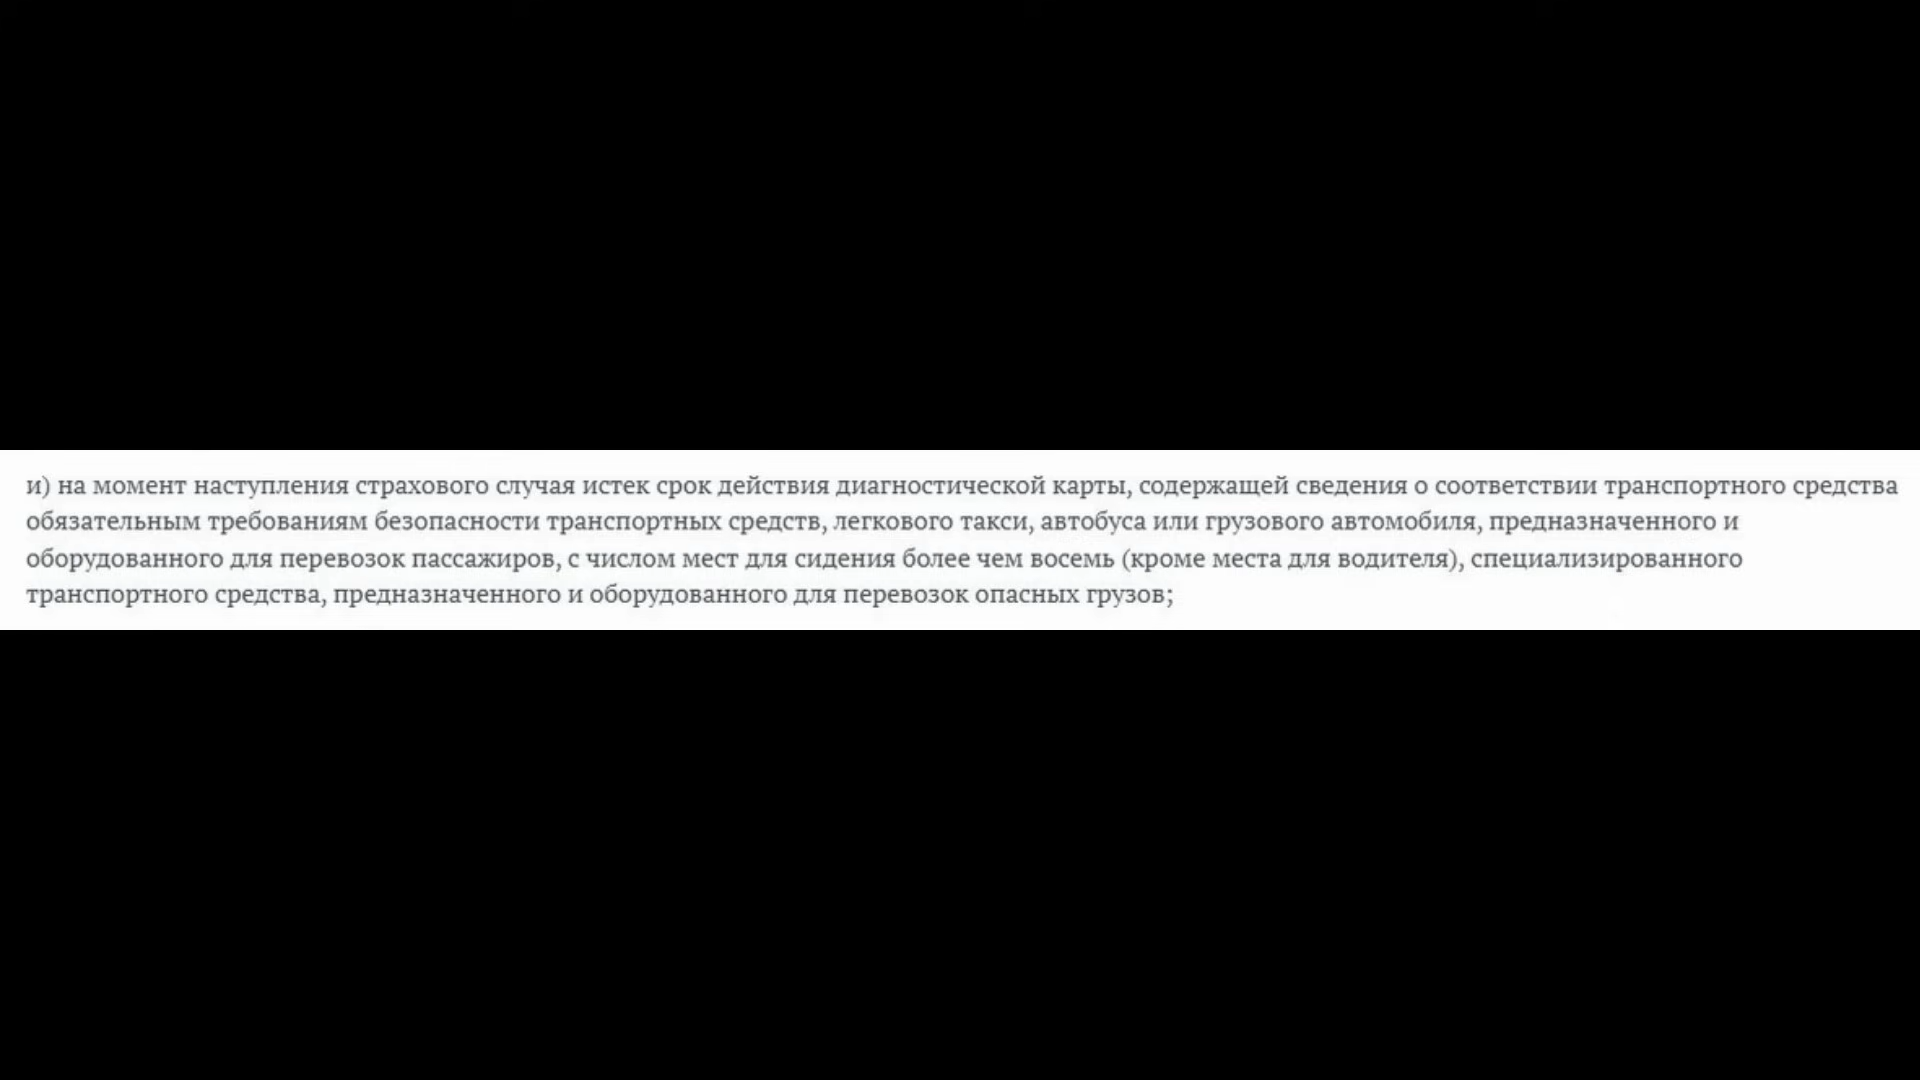 и) на момент наступления страхового случая истек срок действия диагностической карты, содержащей сведения о соответствии транспортного средства
обязательным требованиям безопасности транспортных средств, легкового такси, автобуса или грузового автомобиля, предназначенного и
оборудованного для перевозок пассажиров, с числом мест для сидения более чем восемь (кроме места для водителя), специализированного
транспортного средства, предназначенного и оборудованного для перевозок опасных грузов;